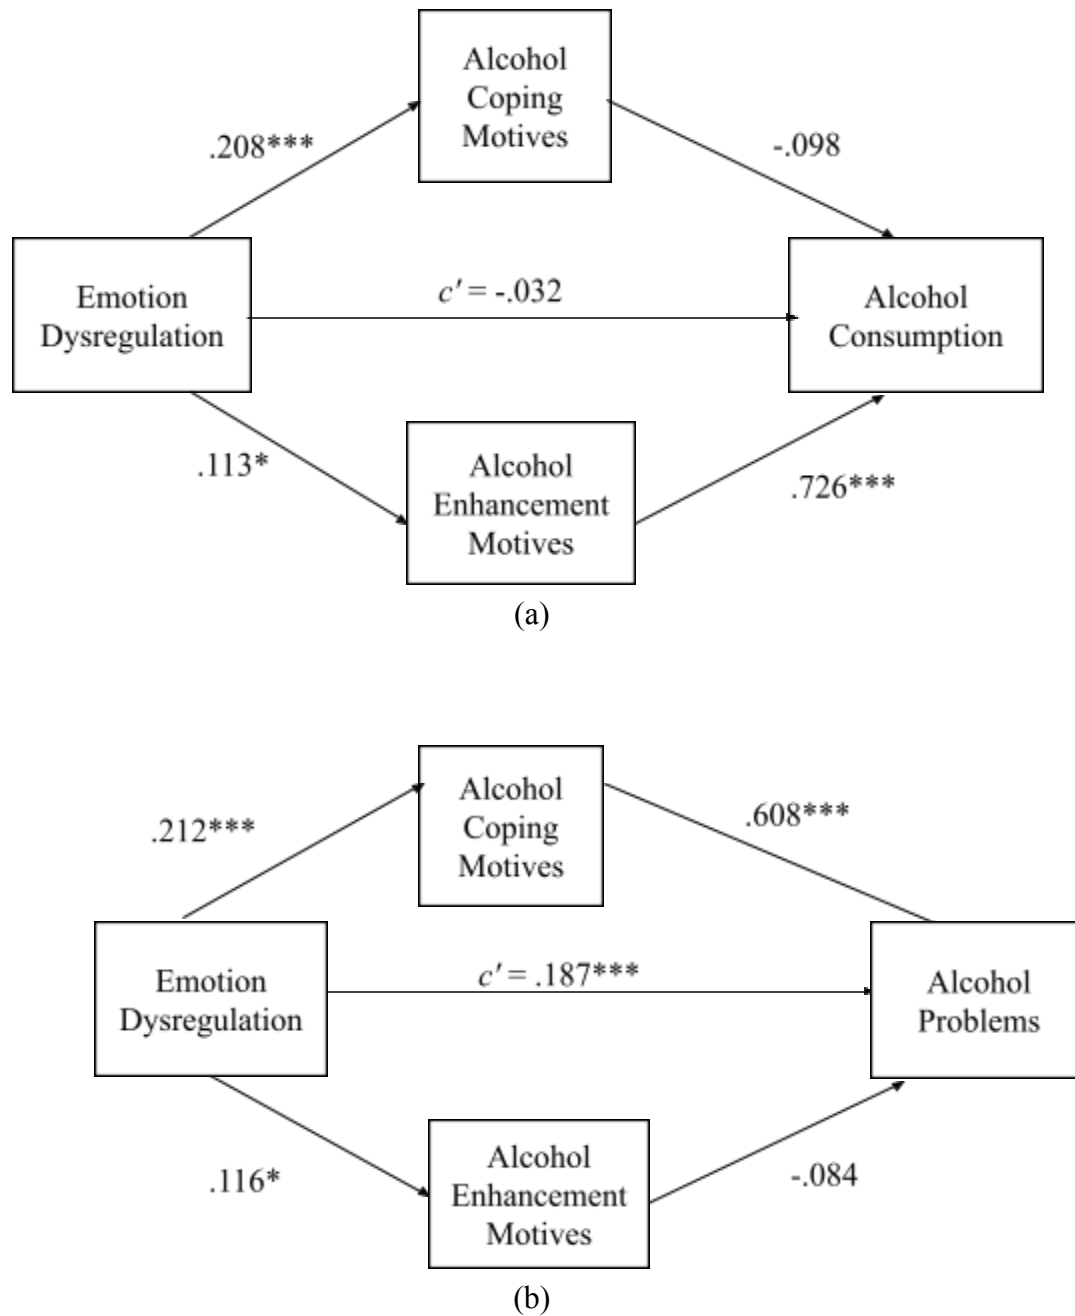 Alcohol
Coping
Motives
.208***
-.098
Emotion
Dysregulation
c' = -.032
Alcohol
Consumption
.113*
Alcohol
Enhancement
Motives
.726***
(a)
Alcohol
Coping
Motives
.212***
.608***
Emotion
Dysregulation
c' = .187***
Alcohol
Problems
.116*
Alcohol
Enhancement
Motives
-.084
(b)